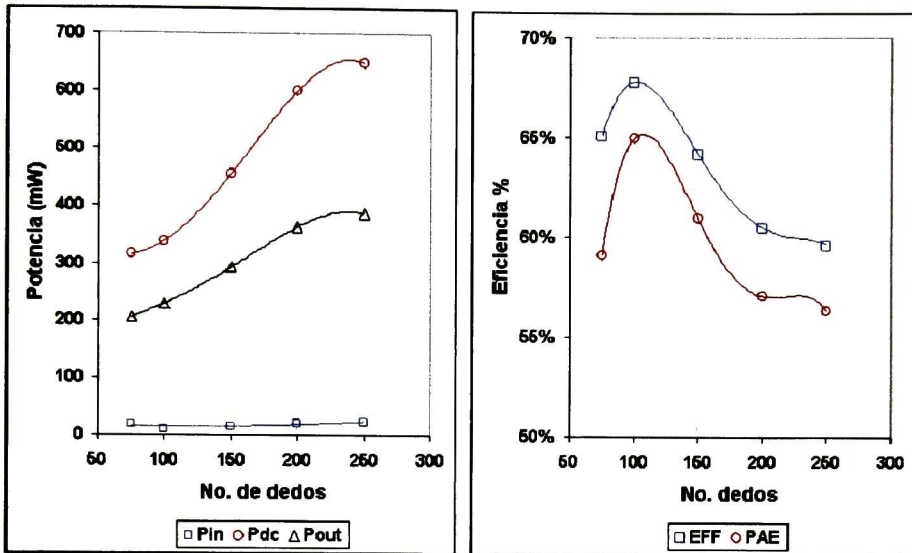 Potencia (mW)
700
600
500
400
300
200
100
0
50 100 150 200 250 300
No. de dedos
Pin Pdc Pout
Eficiencia %
70%
65%
60%
55%
50%
50 100 150 200 250 300
No. dedos
EFF PAE